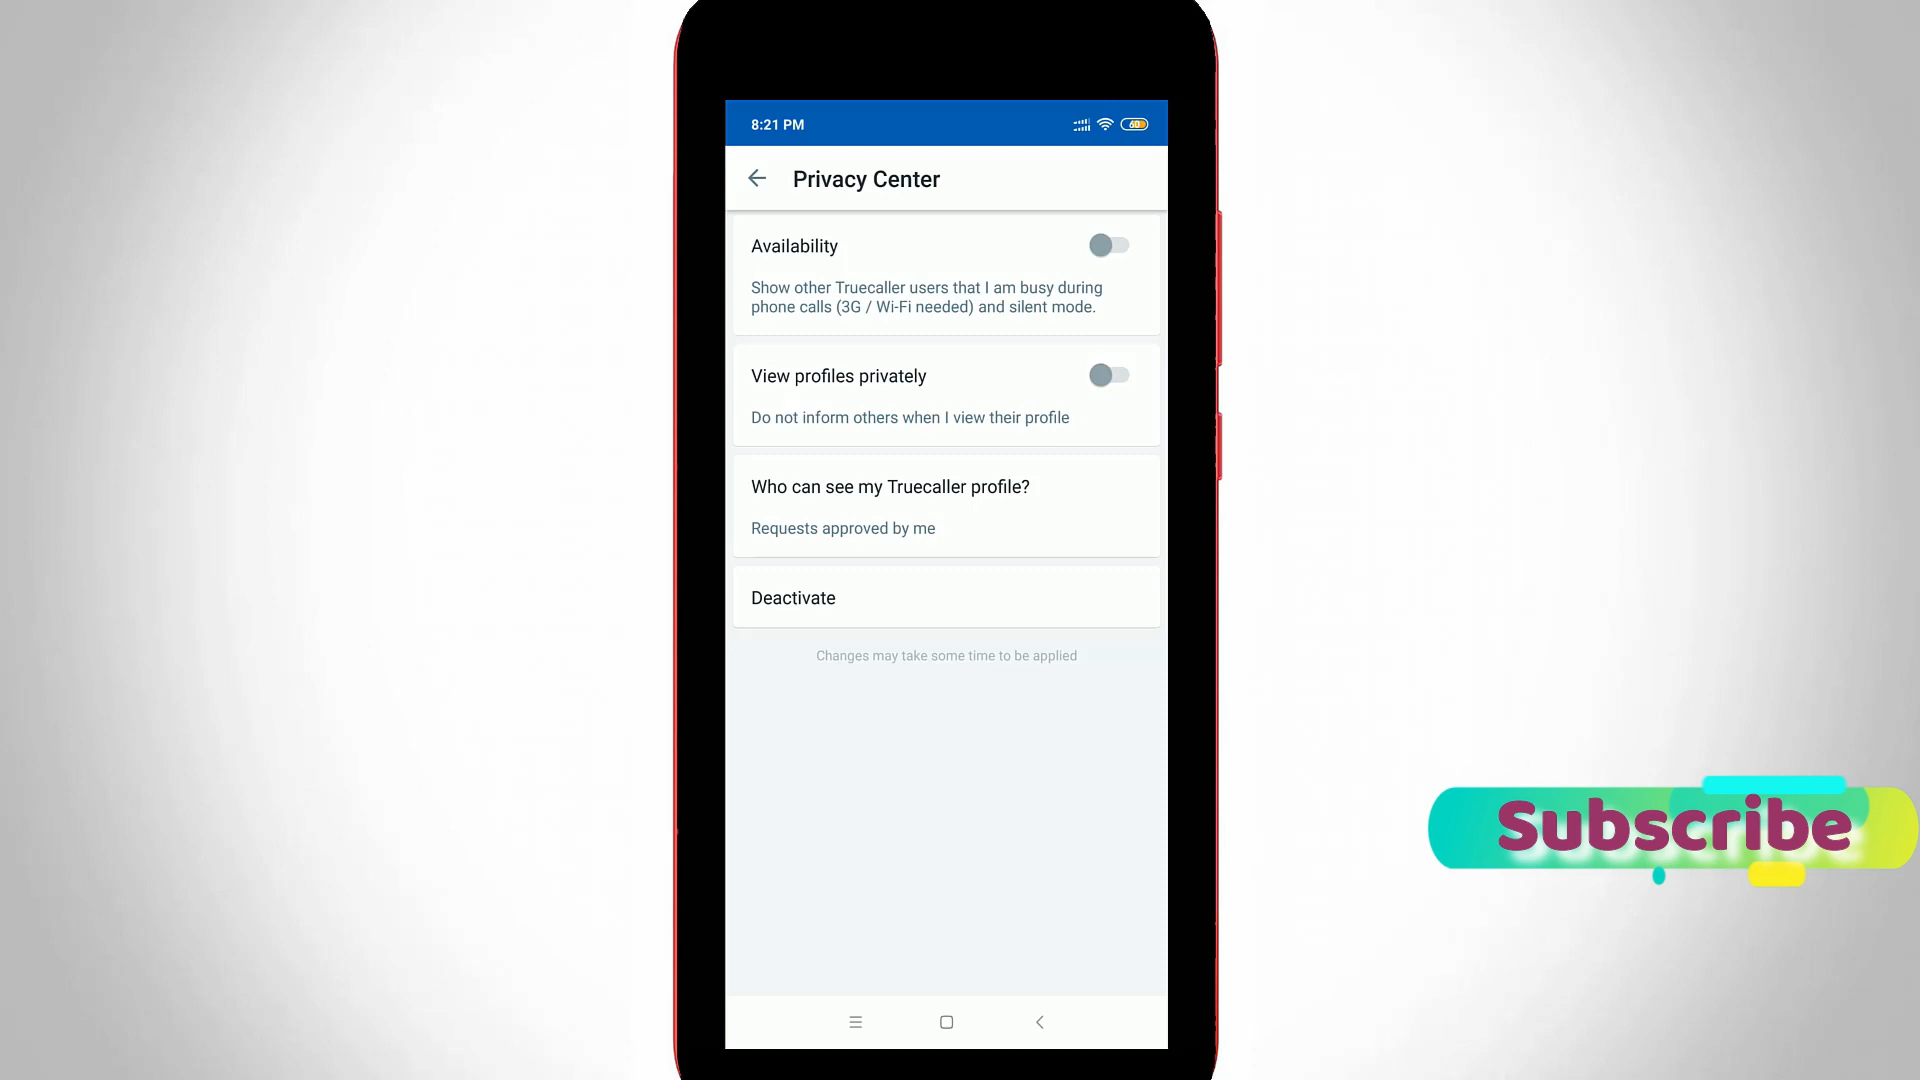 8:21 PM
60
Privacy Center
Availability
Show other Truecaller users that I am busy during
phone calls (3G / Wi-Fi needed) and silent mode.
View profiles privately
Do not inform others when I view their profile
Who can see my Truecaller profile?
Requests approved by me
Deactivate
Changes may take some time to be applied
Subscribe